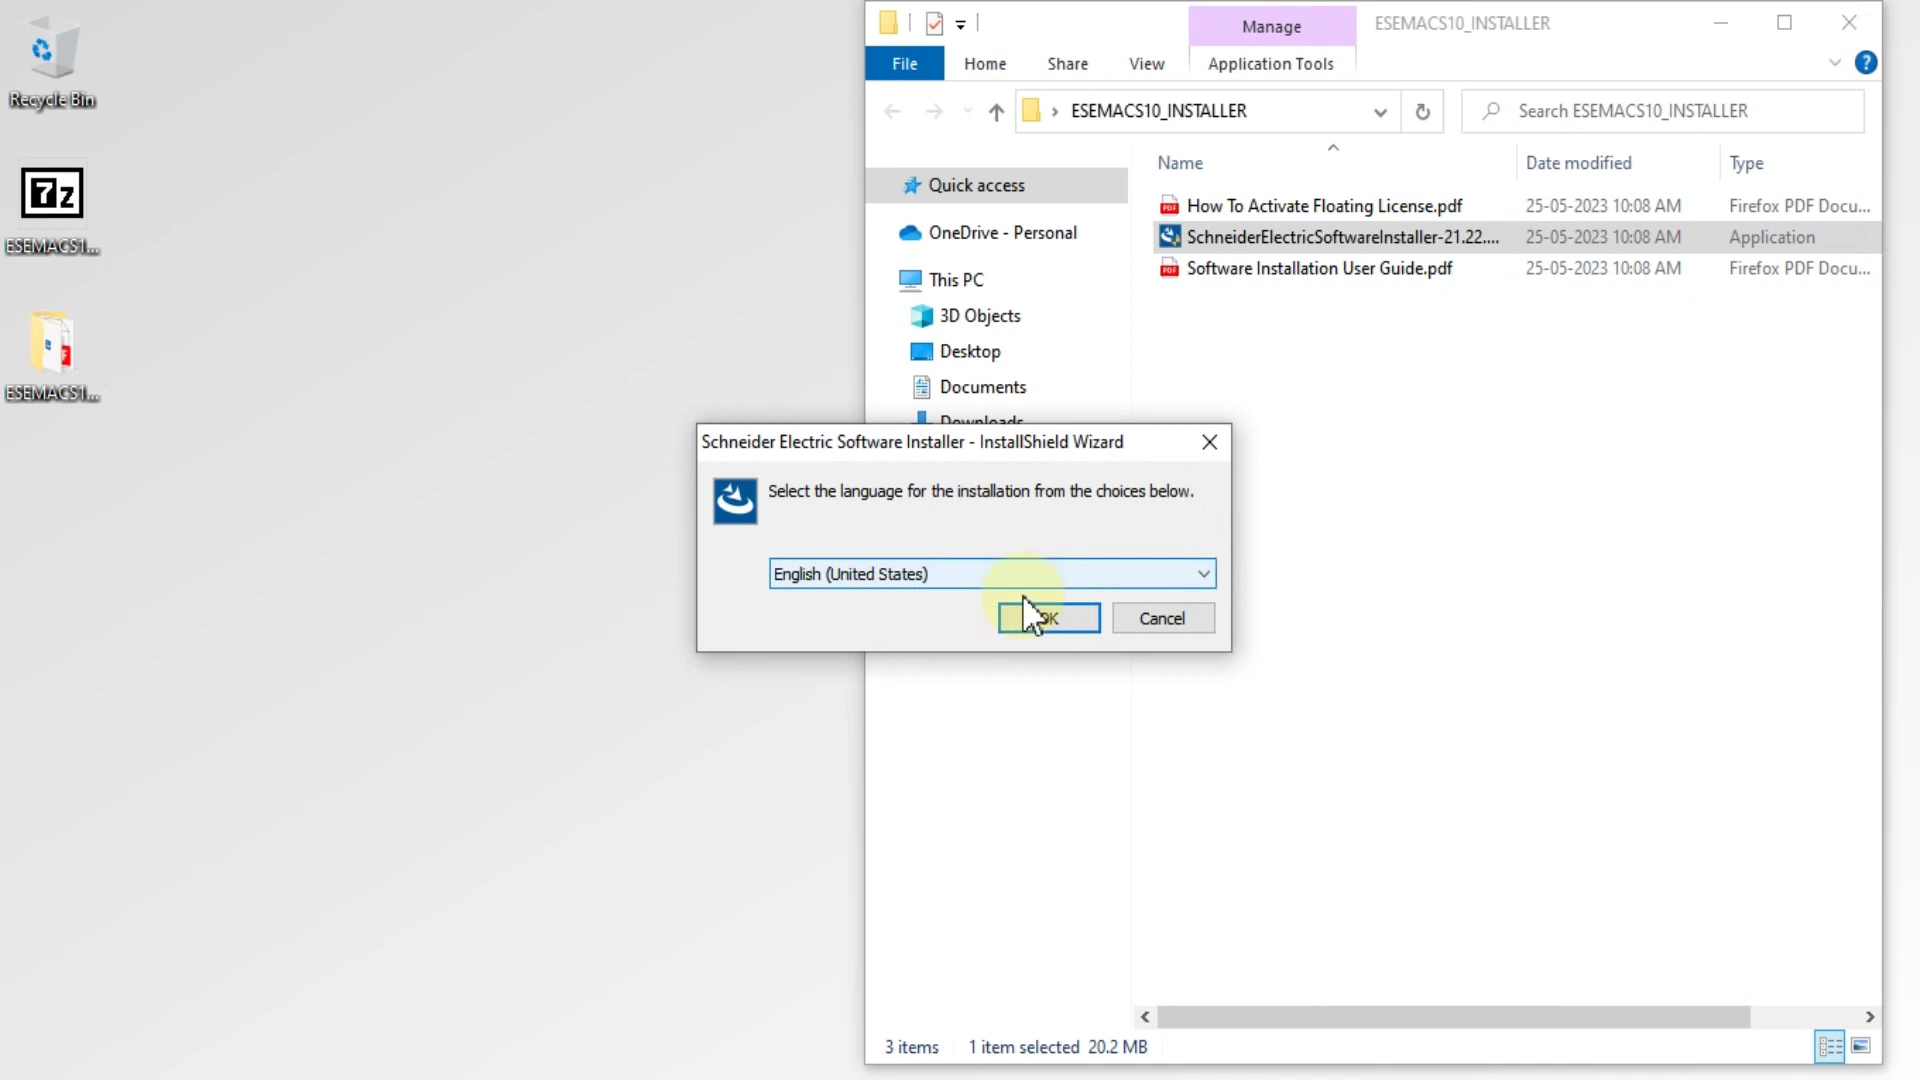 Recycle Bin
7z
ESEMACS1...
ESEMACS1...
Manage
ESEMACS10_INSTALLER
File
Home
Share
View
Application Tools
?
ESEMACS10_INSTALLER
Search ESEMACS10_INSTALLER
Name
Date modified
Type
Quick access
OneDrive - Personal
This PC
3D Objects
Desktop
Documents
Downloads
PDF How To Activate Floating License.pdf 25-05-2023 10:08 AM Firefox PDF Docu...
SchneiderElectricSoftwareInstaller-21.22.... 25-05-2023 10:08 AM Application
PDF Software Installation User Guide.pdf 25-05-2023 10:08 AM Firefox PDF Docu...
Schneider Electric Software Installer - InstallShield Wizard
Select the language for the installation from the choices below.
English (United States)
OK
Cancel
3 items
1 item selected 20.2 MB